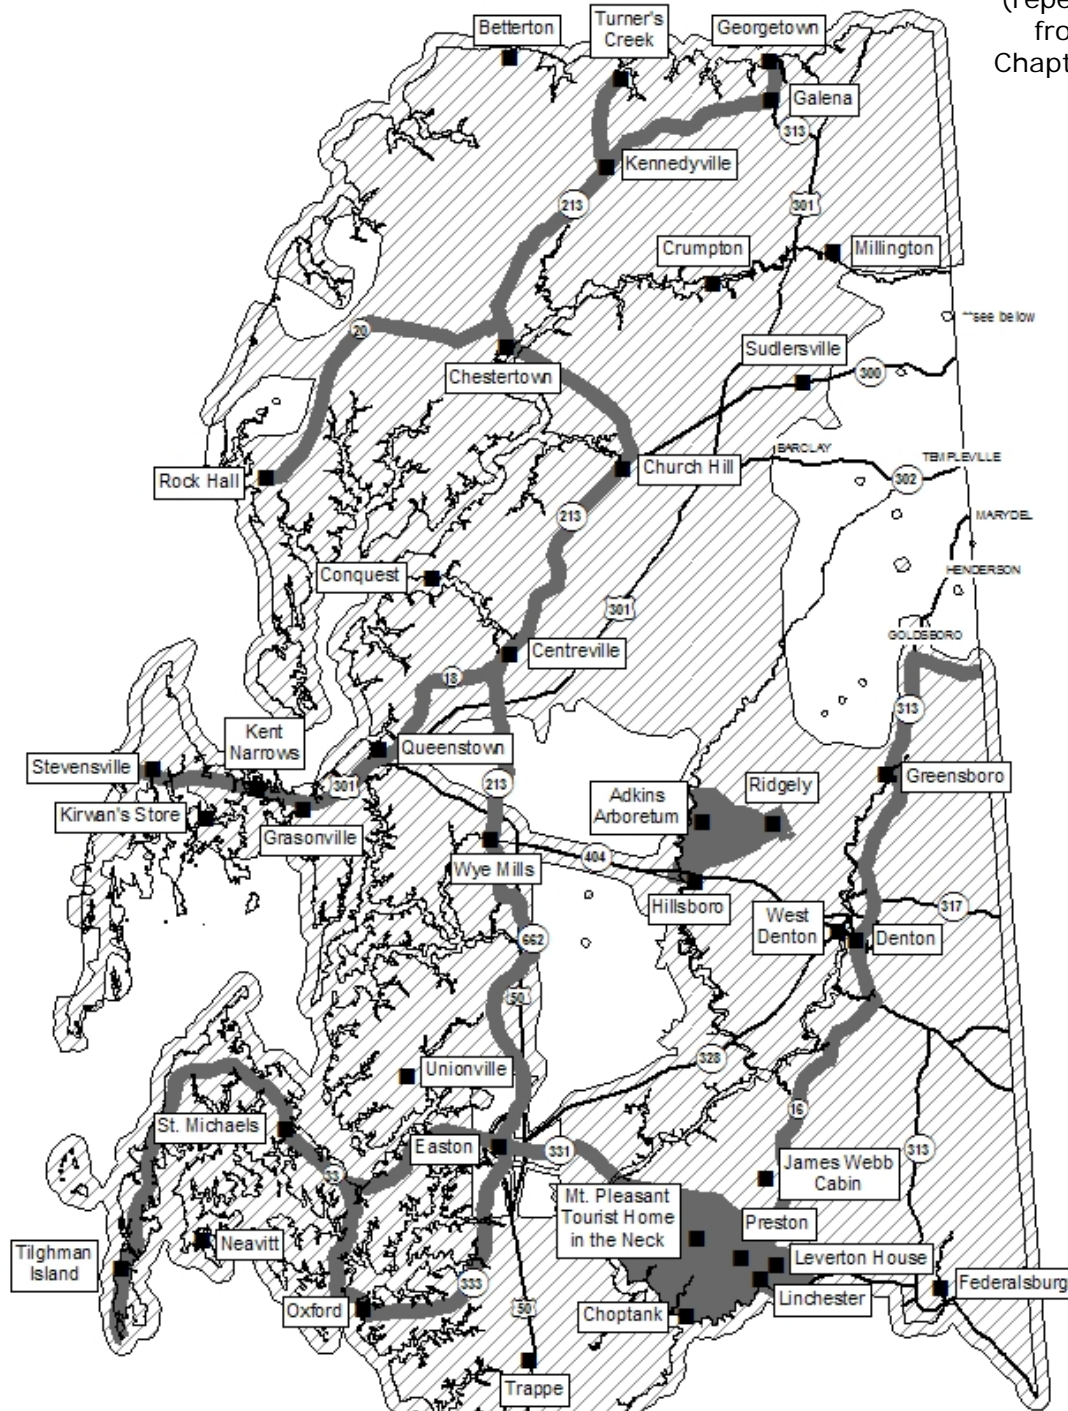 (repe
fro
Chapt
Betterton
Turner's
Creek
Georgetown
Galena
313
Kennedyville
213
301
Crumpton
Millington
**see below
20
Sudlersville
300
Chestertown
BARCLAY
TEMPLEVILLE
Rock Hall
Church Hill
302
213
MARYDEL
Conquest
HENDERSON
301
GOLDSBORO
Centreville
18
313
Kent
Narrows
Queenstown
Stevensville
301
213
Ridgely
Greensboro
Kirwan's Store
Adkins
Arboretum
Grasonville
404
Wye Mills
Hillsboro
317
West
Denton
Denton
662
50
328
Unionville
16
St. Michaels
Easton
331
313
James Webb
Cabin
33
Mt. Pleasant
Tourist Home
in the Neck
Preston
Neavitt
Leverton House
Tilghman
Island
333
Federalsburg
Linchester
Oxford
50
Choptank
Trappe